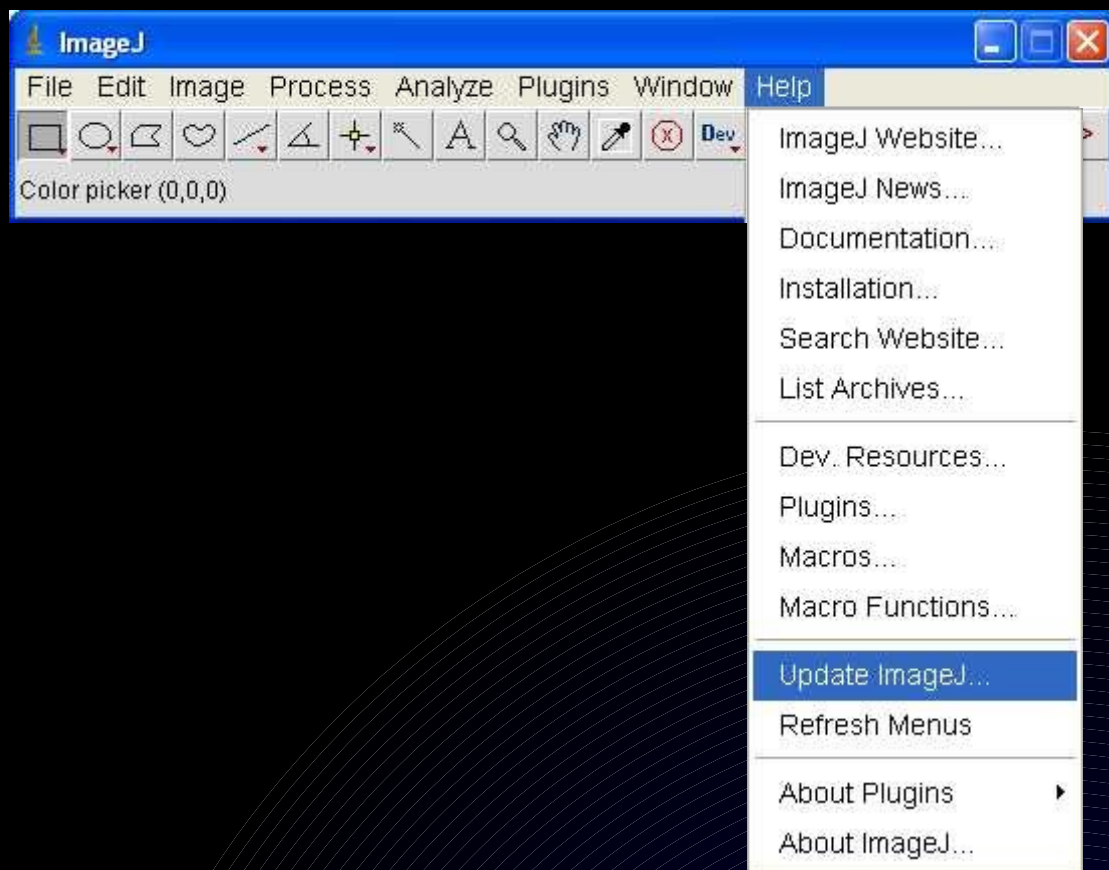 ImageJ
File Edit Image Process Analyze Plugins Window Help
A Dev
Color picker (0,0,0)
ImageJ Website...
ImageJ News...
Documentation...
Installation...
Search Website...
List Archives...
Dev. Resources...
Plugins...
Macros...
Macro Functions...
Update ImageJ...
Refresh Menus
About Plugins
About ImageJ...